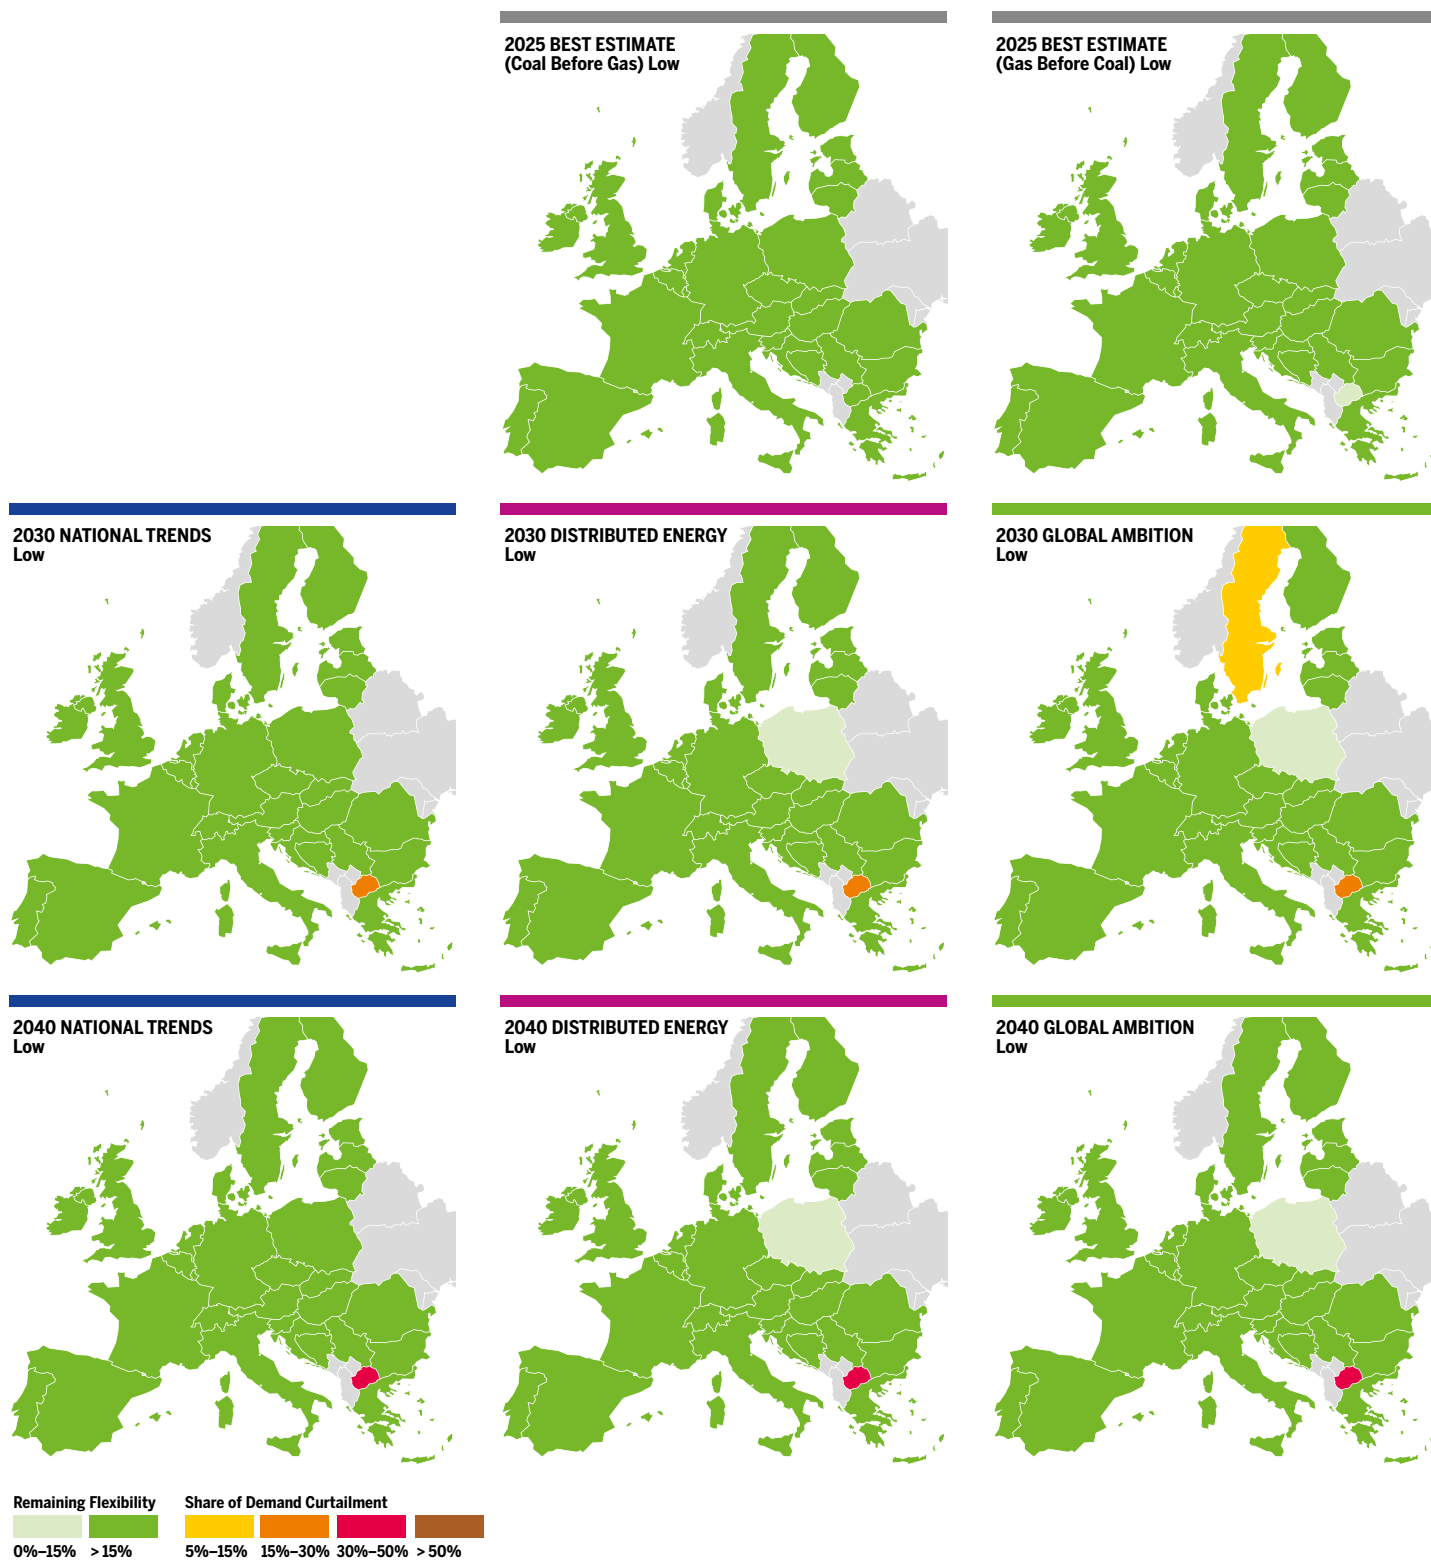 2025 BEST ESTIMATE
(Coal Before Gas) Low
2025 BEST ESTIMATE
(Gas Before Coal) Low
2030 NATIONAL TRENDS
Low
2030 DISTRIBUTED ENERGY
Low
2030 GLOBAL AMBITION
Low
2040 NATIONAL TRENDS
Low
2040 DISTRIBUTED ENERGY
Low
2040 GLOBAL AMBITION
Low
Remaining Flexibility
0%–15% > 15%
Share of Demand Curtailment
5%–15% 15%–30% 30%–50% > 50%